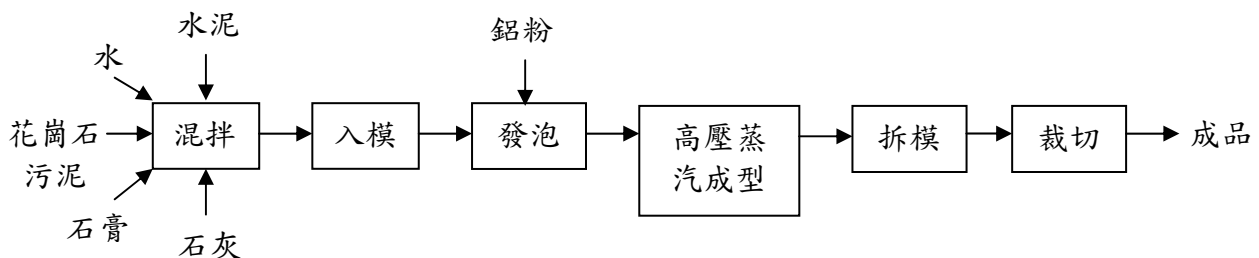 水泥
鋁粉
水
花崗石
污泥
混拌
入模
發泡
高壓蒸
汽成型
拆模
裁切
成品
石膏
石灰